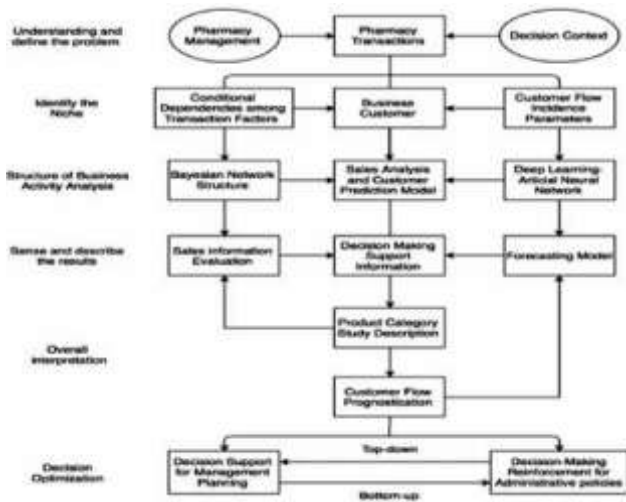 Understanding and
define the problem
Pharmacy
Management
Pharmacy
Transactions
Decision Context
Identify the
Niche
Conditional
Dependencies among
Transaction Factors
Business
Customer
Customer Flow
Incidence
Parameters
Structure of Business
Activity Analysis
Bayesian Network
Structure
Sales Analysis
and Customer
Prediction Model
Deep Learning-
Articial Neural
Network
Sense and describe
the results
Sales information
Evaluation
Decision Making
Support
Information
Forecasting Model
Product Category
Study Description
Overall
interpretation
Customer Flow
Prognostication
Top-down
Decision
Optimization
Decision Support
for Management
Planning
Decision Making
Reinforcement for
Administrative policies
Bottom-up